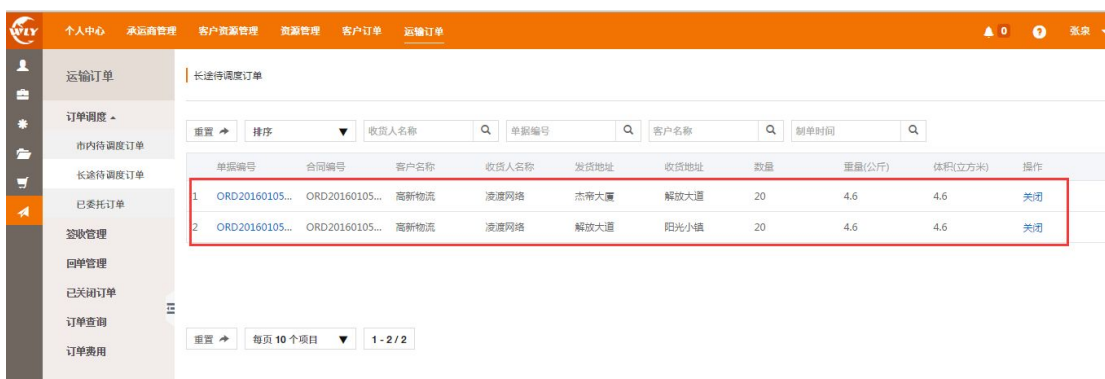 WLY 个人中心 承运商管理 客户资源管理 资源管理 客户订单 运输订单 0 ? 张泉
运输订单
长途待调度订单
订单调度
市内待调度订单
长途待调度订单
已委托订单
签收管理
回单管理
已关闭订单
订单查询
订单费用
重置 排序 收货人名称 单据编号 客户名称 制单时间
单据编号 合同编号 客户名称 收货人名称 发货地址 收货地址 数量 重量(公斤) 体积(立方米) 操作
1 ORD20160105... ORD20160105... 高新物流 凌度网络 杰帝大厦 解放大道 20 4.6 4.6 关闭
2 ORD20160105... ORD20160105... 高新物流 凌度网络 解放大道 阳光小镇 20 4.6 4.6 关闭
重置 每页 10 个项目 1 - 2 / 2